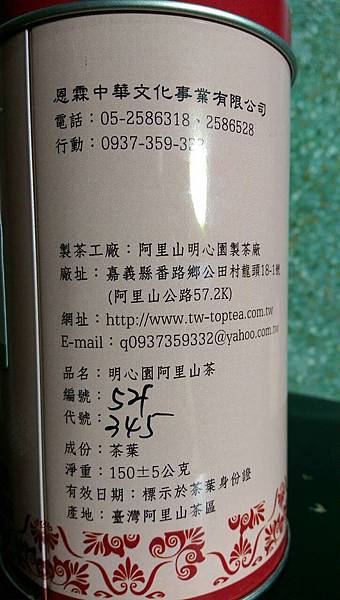 恩霖中華文化事業有限公司
電話：05-2586318、2586528
行動：0937-359-332
製茶工廠：阿里山明心園製茶廠
廠址：嘉義縣番路鄉公田村龍頭18-1號
(阿里山公路57.2K)
網址：http://www.tw-toptea.com.tw
E-mail：q0937359332@yahoo.com.tw
品名：明心園阿里山茶
編號：
代號：345
成份：茶葉
淨重：150±5公克
有效日期：標示於茶葉身份證
產地：臺灣阿里山茶區